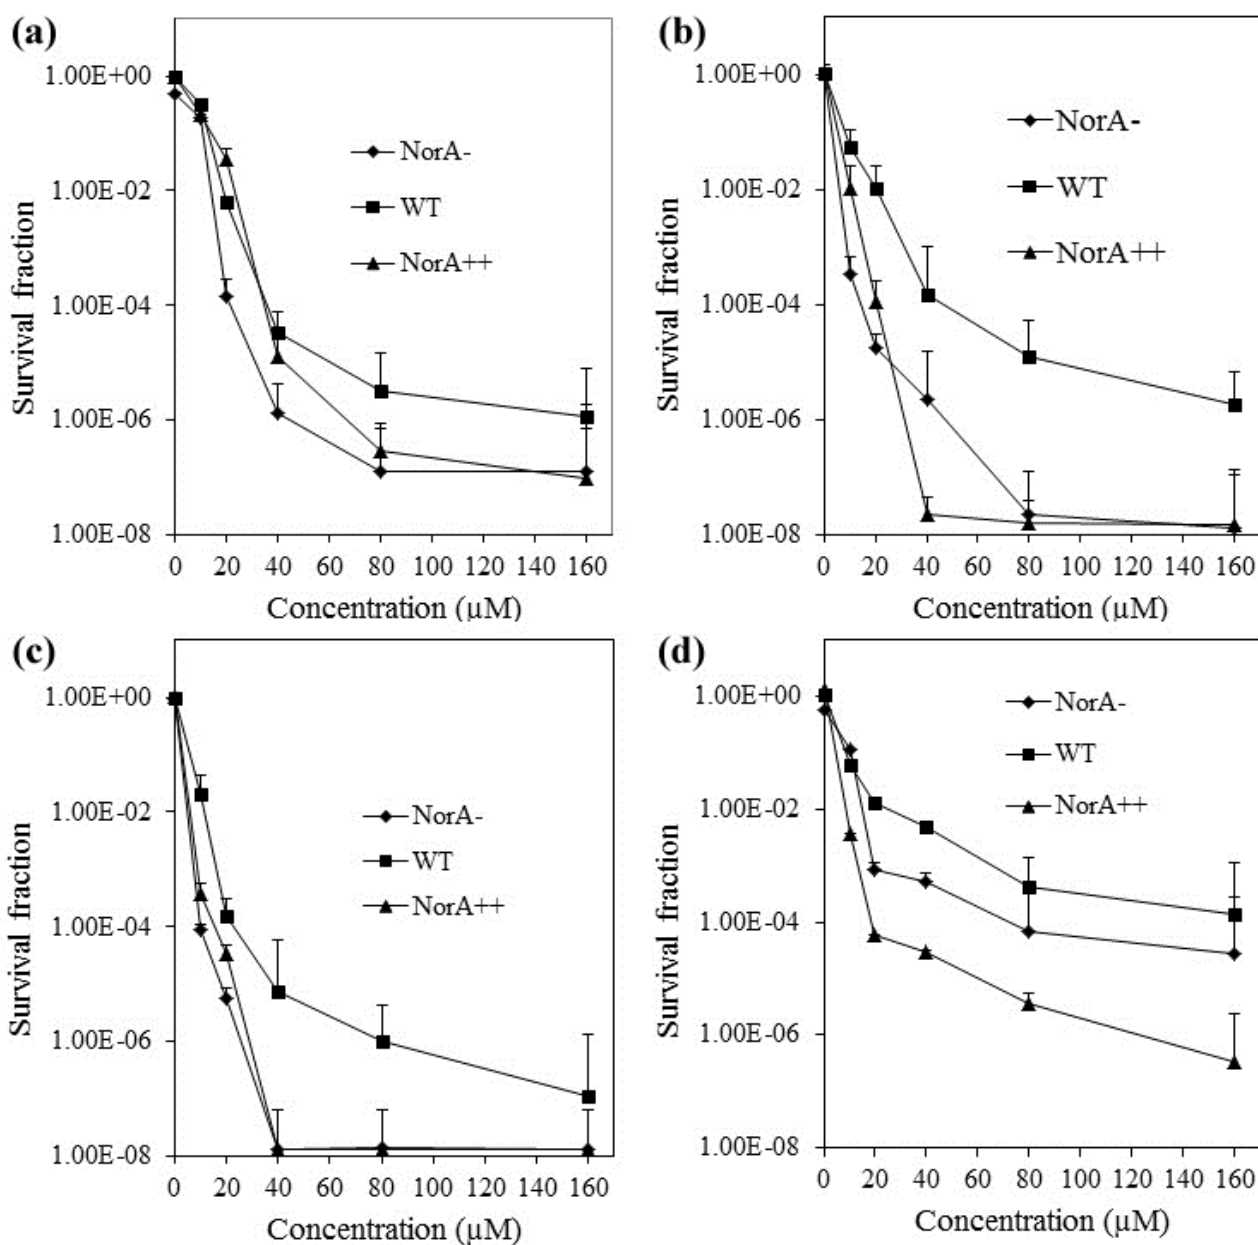 (a)
Survival fraction
1.00E+00
1.00E-02
1.00E-04
1.00E-06
1.00E-08
NorA-
WT
NorA++
0 20 40 60 80 100 120 140 160
Concentration (µM)
(b)
Survival fraction
1.00E+00
1.00E-02
1.00E-04
1.00E-06
1.00E-08
NorA-
WT
NorA++
0 20 40 60 80 100 120 140 160
Concentration (µM)
(c)
Survival fraction
1.00E+00
1.00E-02
1.00E-04
1.00E-06
1.00E-08
NorA-
WT
NorA++
0 20 40 60 80 100 120 140 160
Concentration (µM)
(d)
Survival fraction
1.00E+00
1.00E-02
1.00E-04
1.00E-06
1.00E-08
NorA-
WT
NorA++
0 20 40 60 80 100 120 140 160
Concentration (µM)